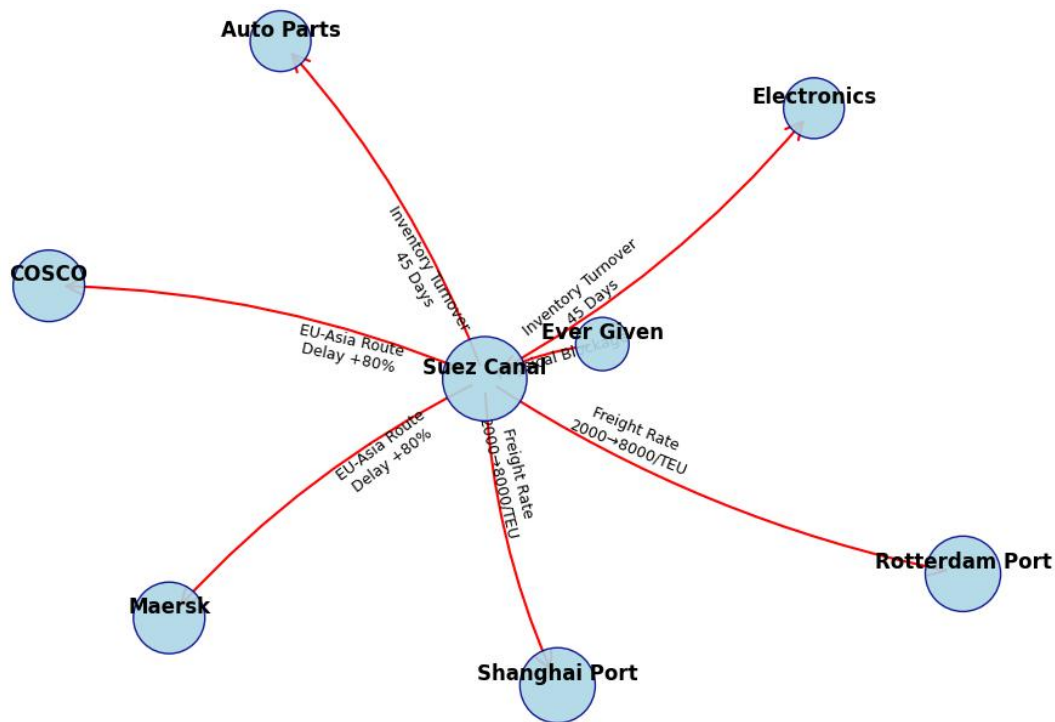 Auto Parts
Electronics
Inventory Turnover
45 Days
Inventory Turnover
45 Days
COSCO
EU-Asia Route
Delay +80%
Ever Given
Suez Canal
EU-Asia Route
Delay +80%
Freight Rate
2000→8000/TEU
Freight Rate
2000→8000/TEU
Rotterdam Port
Maersk
Shanghai Port